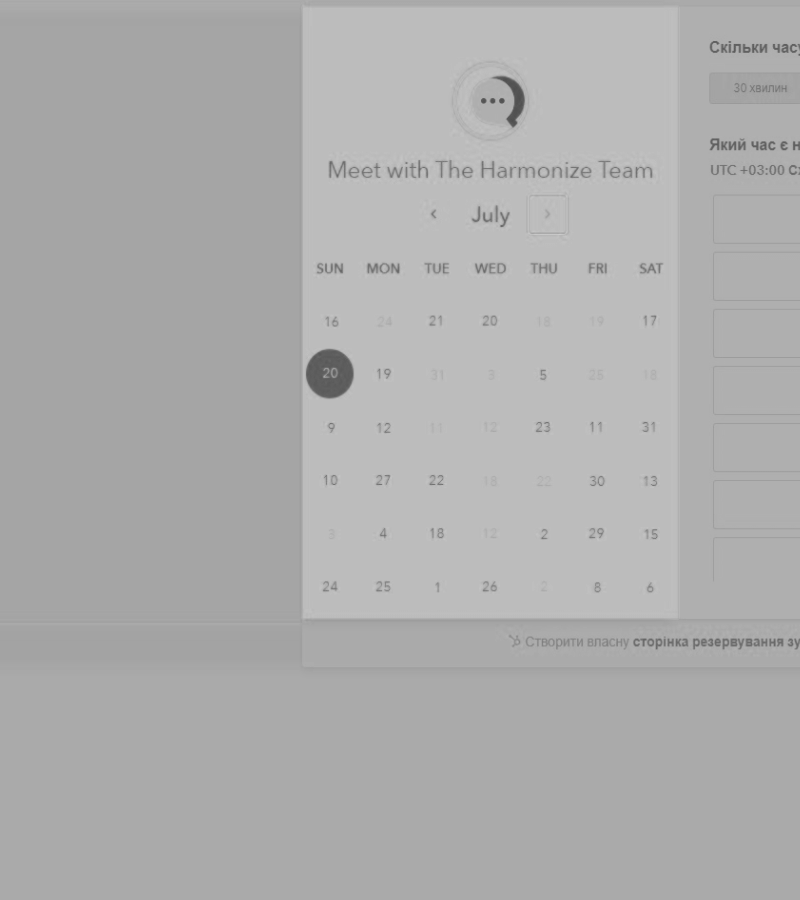 Meet with The Harmonize Team
‹ July ›
SUN MON TUE WED THU FRI SAT
16 24 21 20 18 19 17
20 19 31 3 5 25 18
9 12 11 12 23 11 31
10 27 22 18 22 30 13
3 4 18 12 2 29 15
24 25 1 26 2 8 6
Скільки часу
30 хвилин
Який час є н
UTC +03:00
Створити власну сторінка резервування зу